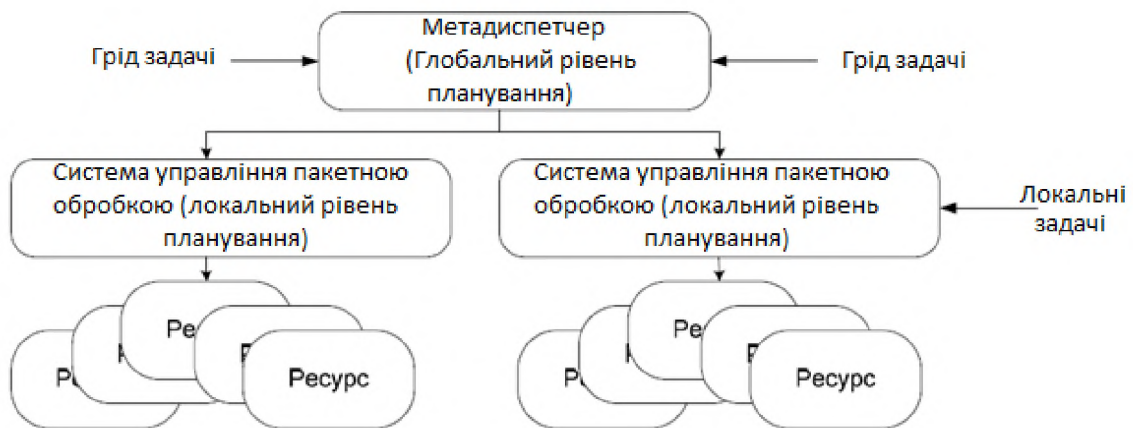 Метадиспетчер
(Глобальний рівень
планування)
Грід задачі
Грід задачі
Система управління пакетною
обробкою (локальний рівень
планування)
Система управління пакетною
обробкою (локальний рівень
планування)
Локальні
задачі
Ресурс
Ресурс